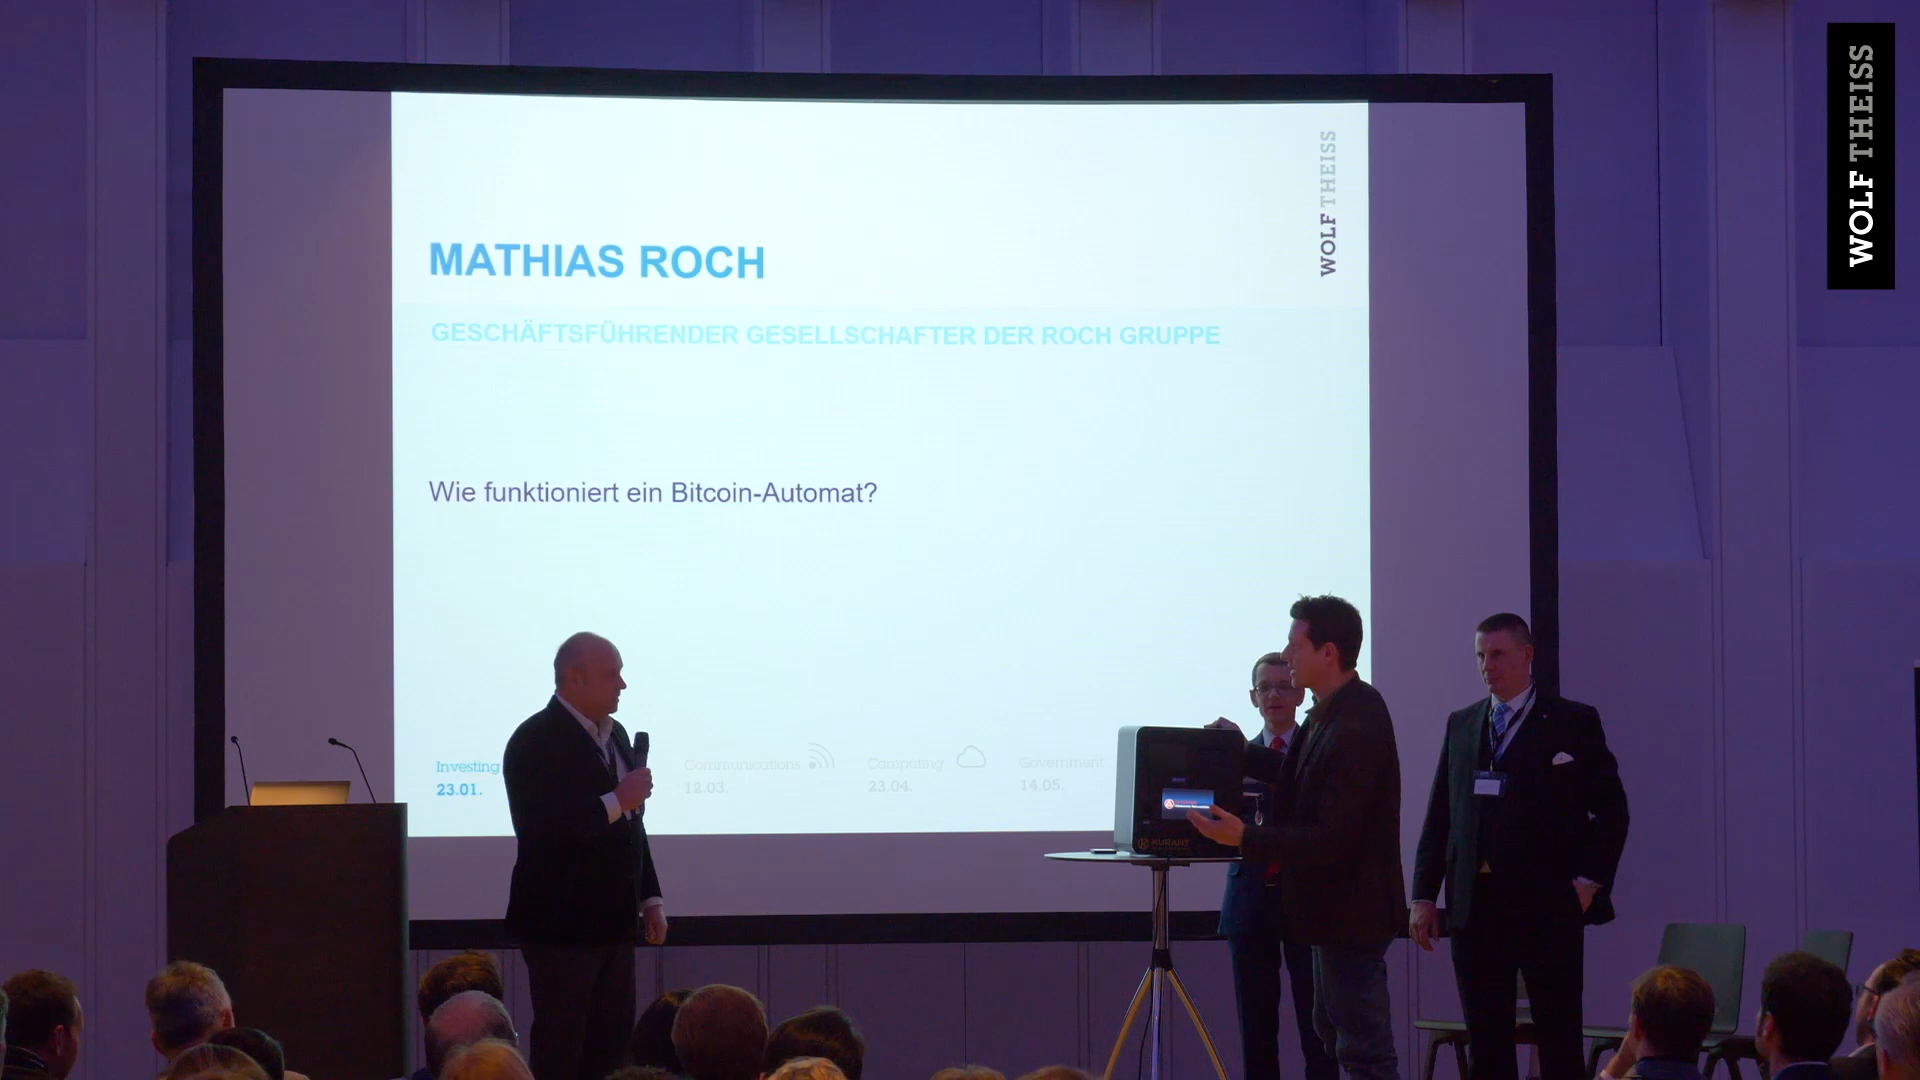 WOLF THEISS
WOLF THEISS
MATHIAS ROCH
GESCHÄFTSFÜHRENDER GESELLSCHAFTER DER ROCH GRUPPE
Wie funktioniert ein Bitcoin-Automat?
Investing
23.01.
Communications
12.03.
Computing
23.04.
Government
14.05.
KURANT